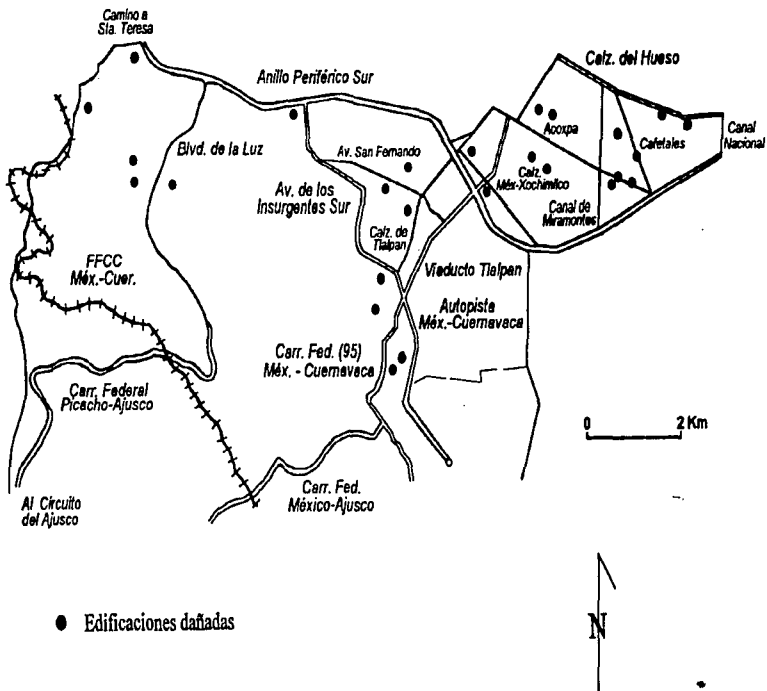 Camino a
Sta. Teresa
Anillo Periférico Sur
Calz. del Hueso
Blvd. de la Luz
Av. San Fernando
Acoxpa
Cafetales
Canal
Nacional
Calz.
Méx-Xochimilco
Av. de los
Insurgentes Sur
Canal de
Miramontes
Calz. de
Tlalpan
FFCC
Méx.-Cuer.
Viaducto Tlalpan
Autopista
Méx.-Cuernavaca
Carr. Fed. (95)
Méx. - Cuernavaca
Carr. Federal
Picacho-Ajusco
0 2 Km
Al Circuito
del Ajusco
Carr. Fed.
México-Ajusco
Edificaciones dañadas
N